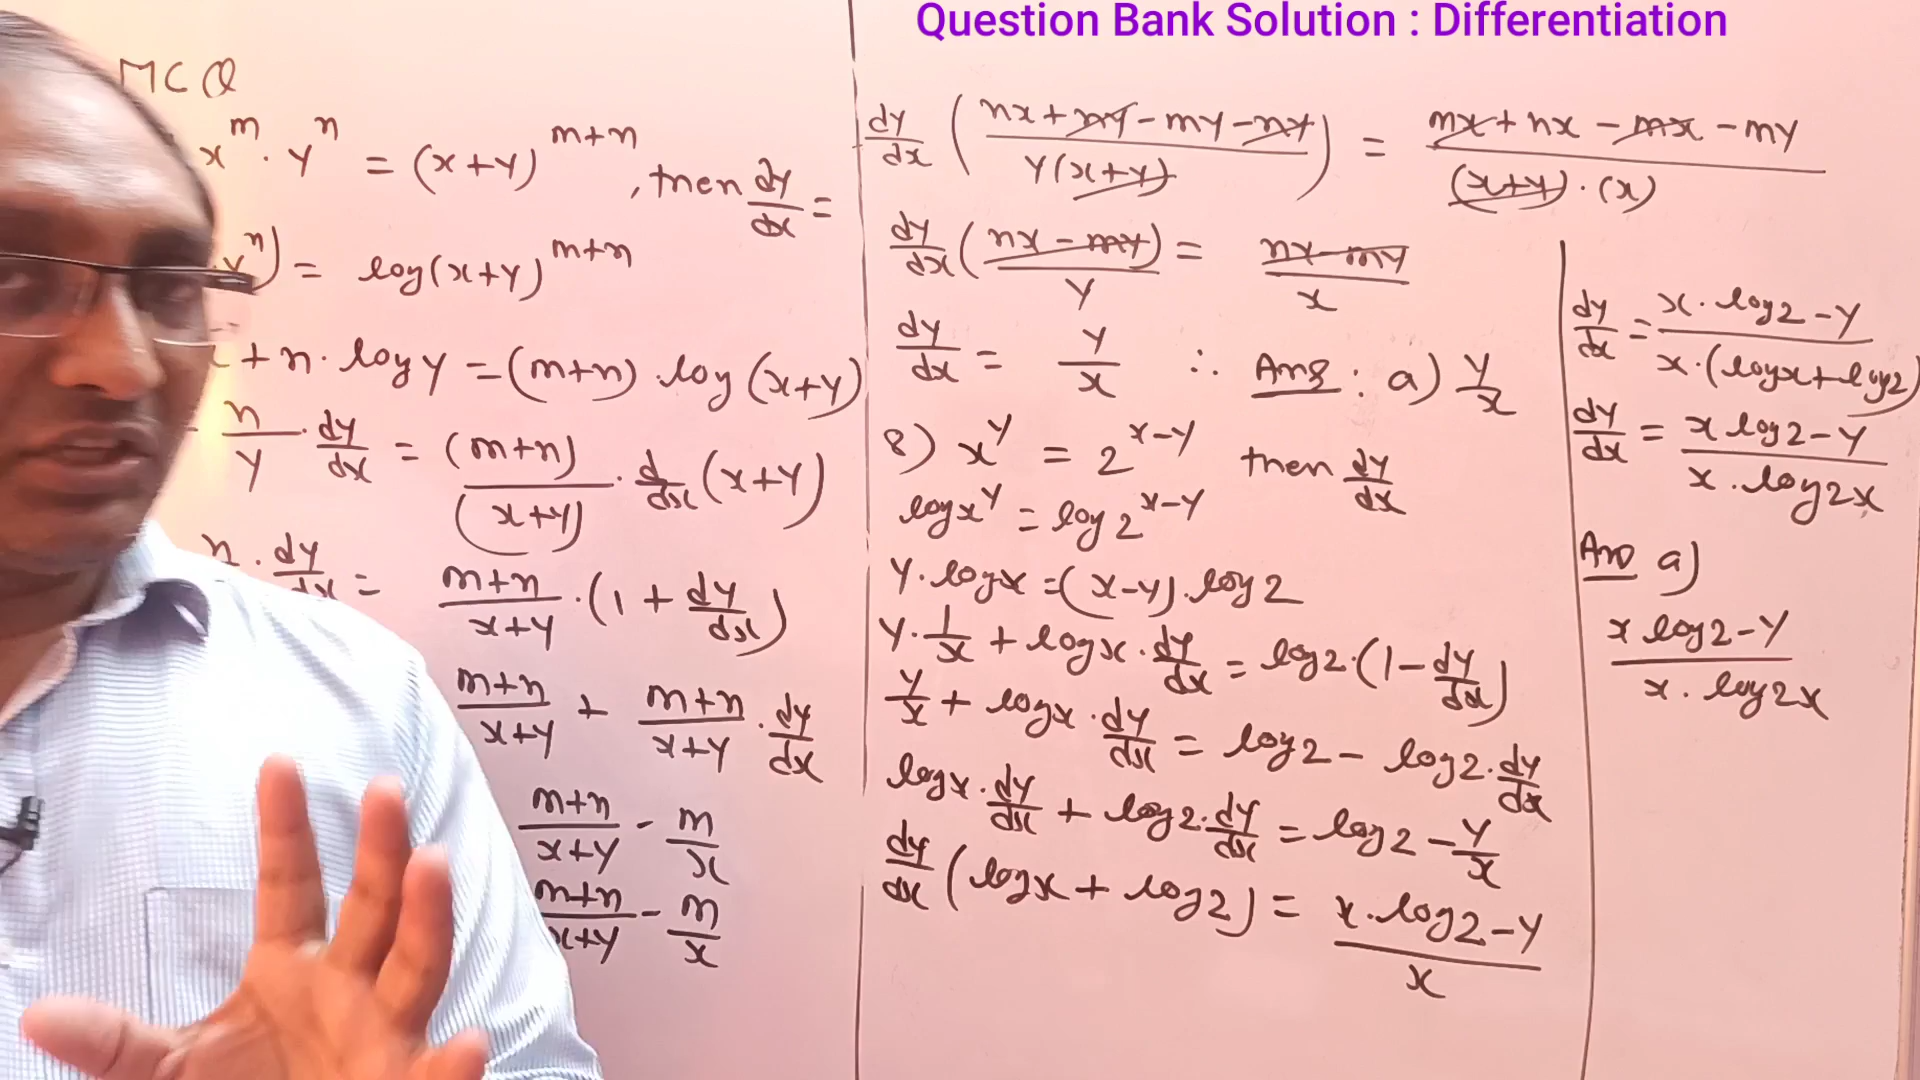 Question Bank Solution : Differentiation
MCQ
x^m · y^n = (x+y)^(m+n), then dy/dx =
y^n) = log(x+y)^(m+n)
+ n · log y = (m+n) · log (x+y)
n/y · dy/dx = (m+n)/(x+y) · d/dx (x+y)
n · dy/dx = m+n/x+y · (1 + dy/dx)
m+n/x+y + m+n/x+y · dy/dx
m+n/x+y - m/x
m+n/x+y - m/x
dy/dx (nx + ny - my - ny / y(x+y)) = mx + nx - mx - my / (x+y) · (x)
dy/dx (nx - my / y) = nx - my / x
dy/dx = y/x ∴ Ans : a) y/x
8) x^y = 2^(x-y) then dy/dx
log x^y = log 2^(x-y)
y · log x = (x-y) · log 2
y · 1/x + log x · dy/dx = log 2 · (1 - dy/dx)
y/x + log x · dy/dx = log 2 - log 2 · dy/dx
log x · dy/dx + log 2 · dy/dx = log 2 - y/x
dy/dx (log x + log 2) = x · log 2 - y / x
dy/dx = x · log 2 - y / x · (log x + log 2)
dy/dx = x log 2 - y / x · log 2x
Ans a)
x log 2 - y / x · log 2x